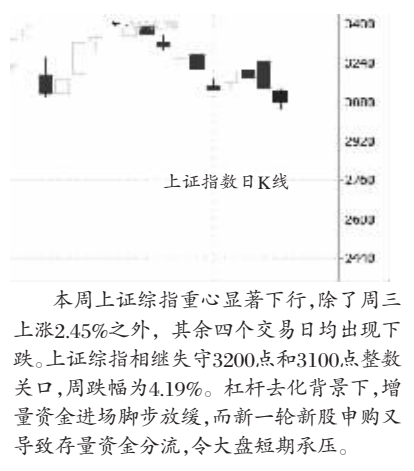 3400
3240
3080
2920
2760
上证指数日K线
2600
2440
本周上证综指重心显著下行,除了周三
上涨2.45%之外, 其余四个交易日均出现下
跌。上证综指相继失守3200点和3100点整数
关口,周跌幅为4.19%。杠杆去化背景下,增
量资金进场脚步放缓,而新一轮新股申购又
导致存量资金分流,令大盘短期承压。